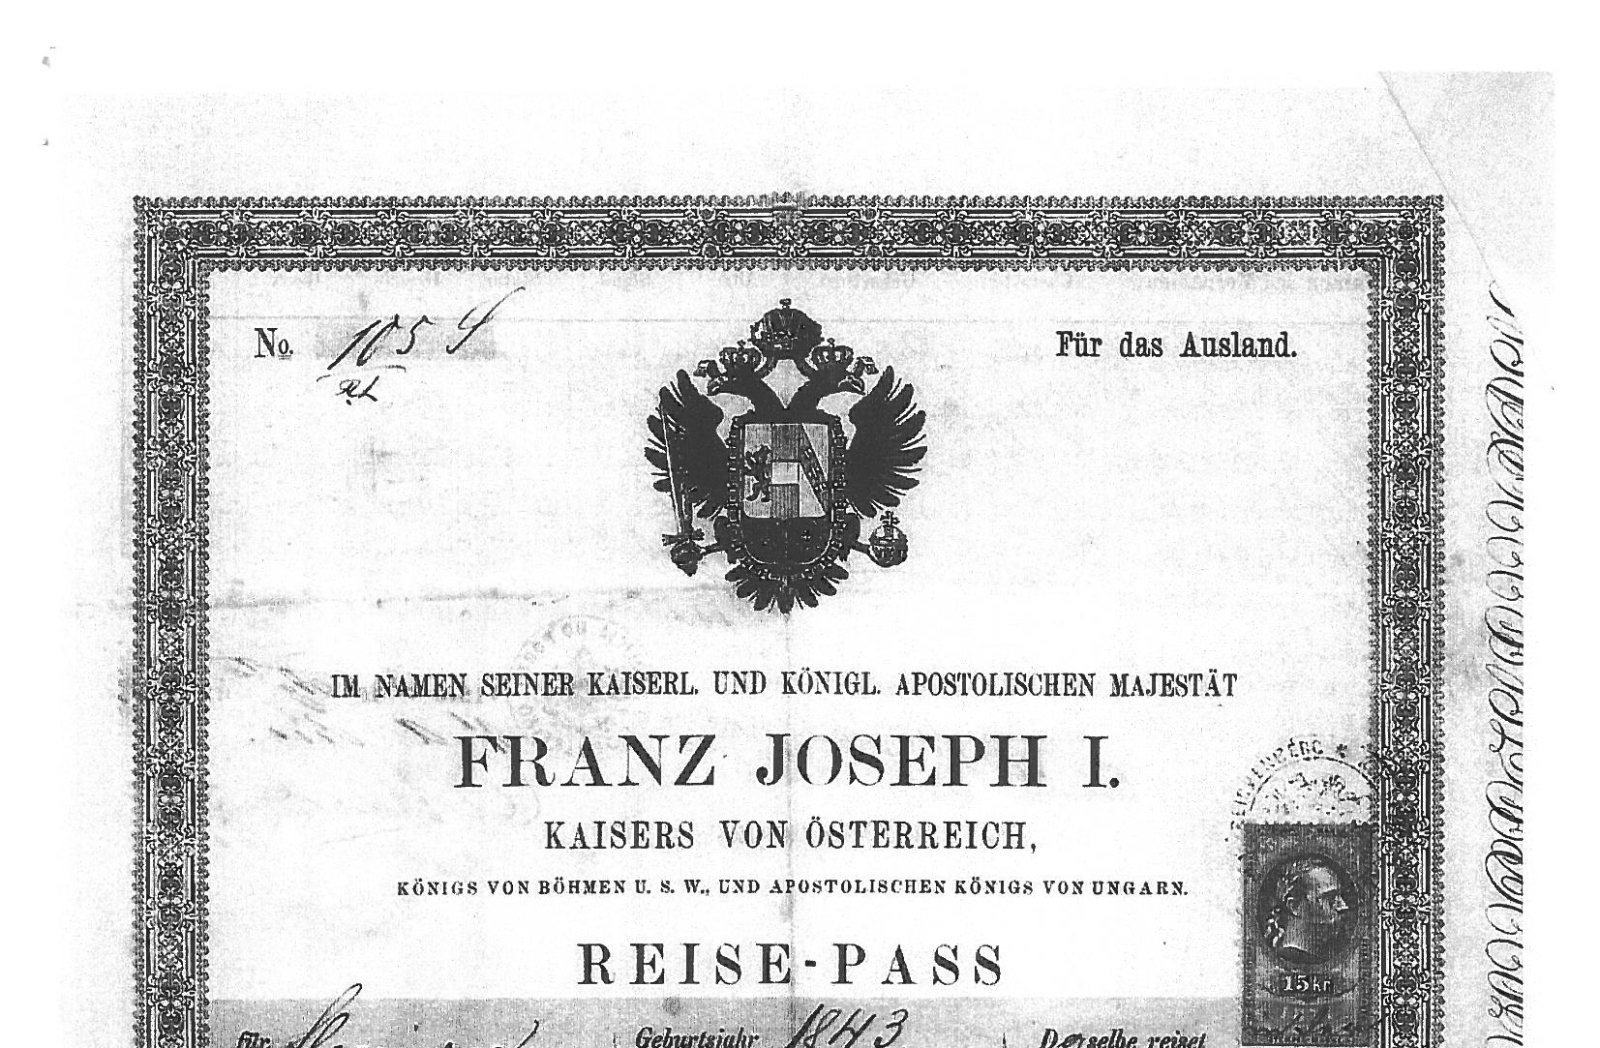 No. 1054
Für das Ausland.
IM NAMEN SEINER KAISERL. UND KÖNIGL. APOSTOLISCHEN MAJESTÄT
FRANZ JOSEPH I.
KAISERS VON ÖSTERREICH,
KÖNIGS VON BÖHMEN U. S. W., UND APOSTOLISCHEN KÖNIGS VON UNGARN.
REISE-PASS
15 kr
für
Geburtsjahr 1843
Derselbe reiset